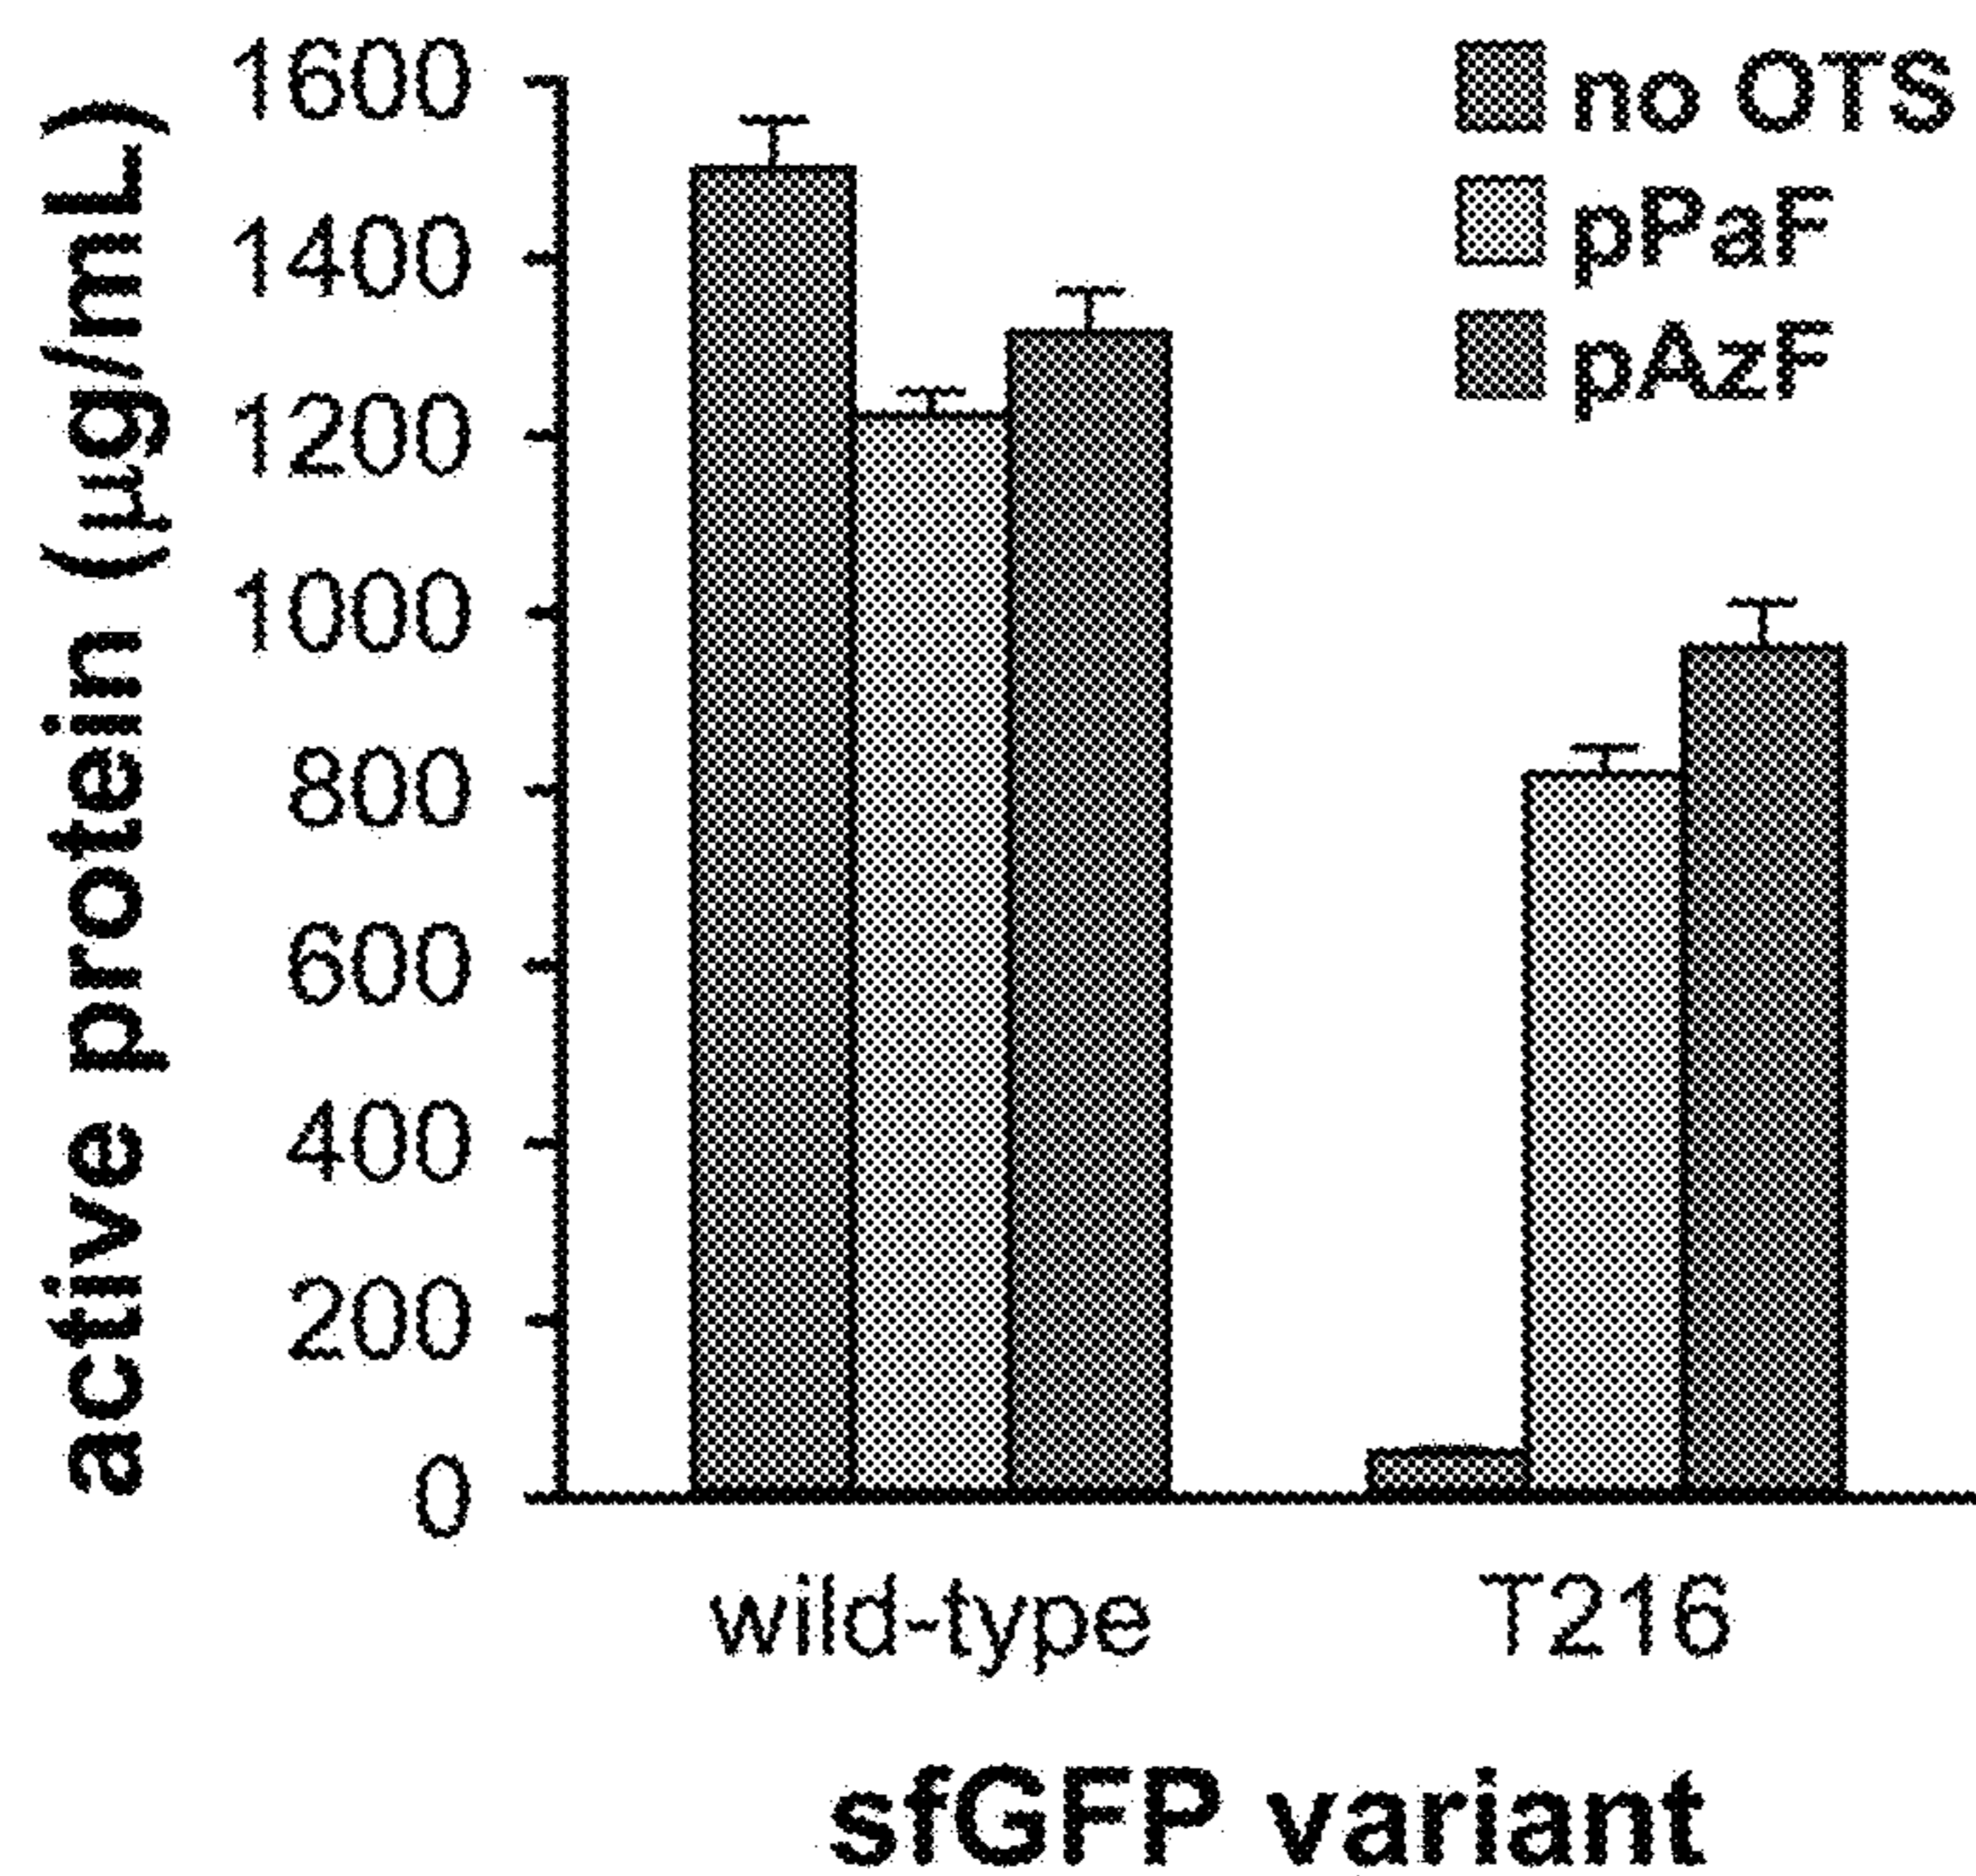 active protein (µg/mL)
1600
1400
1200
1000
800
600
400
200
0
no OTS
pPaF
pAzF
wild-type
T216
sfGFP variant